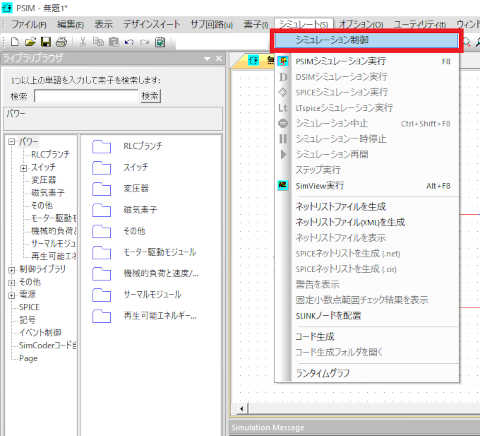 PSIM - 無題1*
ファイル(F) 編集(E) 表示 デザインスイート サブ回路(u) 素子(l) シミュレート(S) オプション(O) ユーティリティ(t) ウィン
ライブラリブラウザ
1つ以上の単語を入力して素子を検索します:
検索 検索
パワー
パワー
RLCブランチ
スイッチ
変圧器
磁気素子
その他
モーター駆動モ
機械的負荷と
サーマルモジュ
再生可能エネル
制御ライブラリ
その他
電源
SPICE
記号
イベント制御
SimCoderコード生
Page
RLCブランチ
スイッチ
変圧器
磁気素子
その他
モーター駆動モジュール
機械的負荷と速度/...
サーマルモジュール
再生可能エネルギー...
無
シミュレーション制御
PSIMシミュレーション実行 F8
DSIMシミュレーション実行
SPICEシミュレーション実行
LTspiceシミュレーション実行
シミュレーション中止 Ctrl+Shift+F8
シミュレーション一時停止
シミュレーション再開
ステップ実行
SimView実行 Alt+F8
ネットリストファイルを生成
ネットリストファイル(XML)を生成
ネットリストファイルを表示
SPICEネットリストを生成 (.net)
SPICEネットリストを生成 (.cir)
警告を表示
固定小数点範囲チェック結果を表示
SLINKノードを配置
コード生成
コード生成フォルダを開く
ランタイムグラフ
Simulation Message